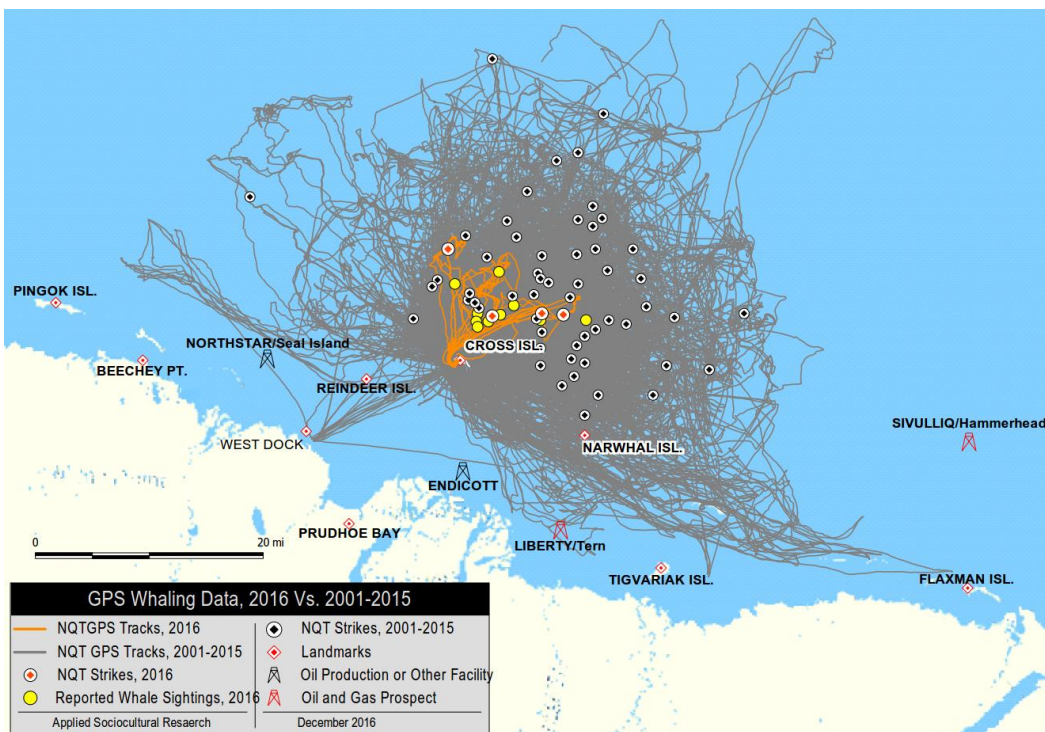 PINGOK ISL.
NORTHSTAR/Seal Island
CROSS ISL.
BEECHEY PT.
REINDEER ISL.
SIVULLIQ/Hammerhead
WEST DOCK
NARWHAL ISL.
ENDICOTT
PRUDHOE BAY
LIBERTY/Tern
0 20 mi
TIGVARIAK ISL.
FLAXMAN ISL.
GPS Whaling Data, 2016 Vs. 2001-2015
NQTGPS Tracks, 2016
NQT GPS Tracks, 2001-2015
NQT Strikes, 2016
Reported Whale Sightings, 2016
NQT Strikes, 2001-2015
Landmarks
Oil Production or Other Facility
Oil and Gas Prospect
Applied Sociocultural Resaerch
December 2016